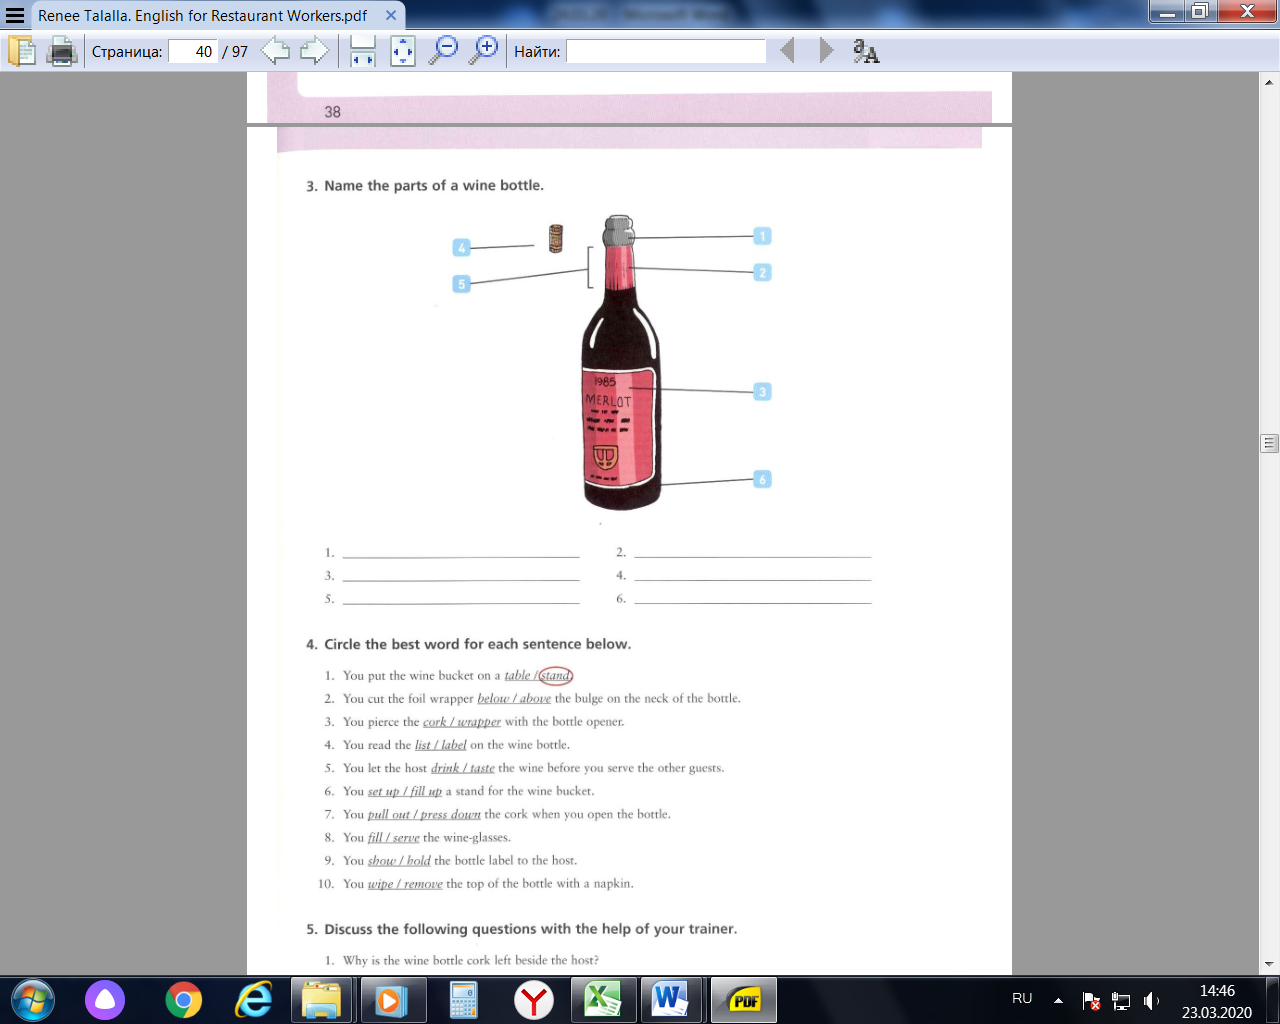 Renee Talalla. English for Restaurant Workers.pdf
Страница: 40 / 97 Найти:
38
3. Name the parts of a wine bottle.
4
1
5
2
1985
MERLOT
3
6
1. 2.
3. 4.
5. 6.
4. Circle the best word for each sentence below.
1. You put the wine bucket on a table / stand.
2. You cut the foil wrapper below / above the bulge on the neck of the bottle.
3. You pierce the cork / wrapper with the bottle opener.
4. You read the list / label on the wine bottle.
5. You let the host drink / taste the wine before you serve the other guests.
6. You set up / fill up a stand for the wine bucket.
7. You pull out / press down the cork when you open the bottle.
8. You fill / serve the wine-glasses.
9. You show / hold the bottle label to the host.
10. You wipe / remove the top of the bottle with a napkin.
5. Discuss the following questions with the help of your trainer.
1. Why is the wine bottle cork left beside the host?
PDF
RU
14:46
23.03.2020